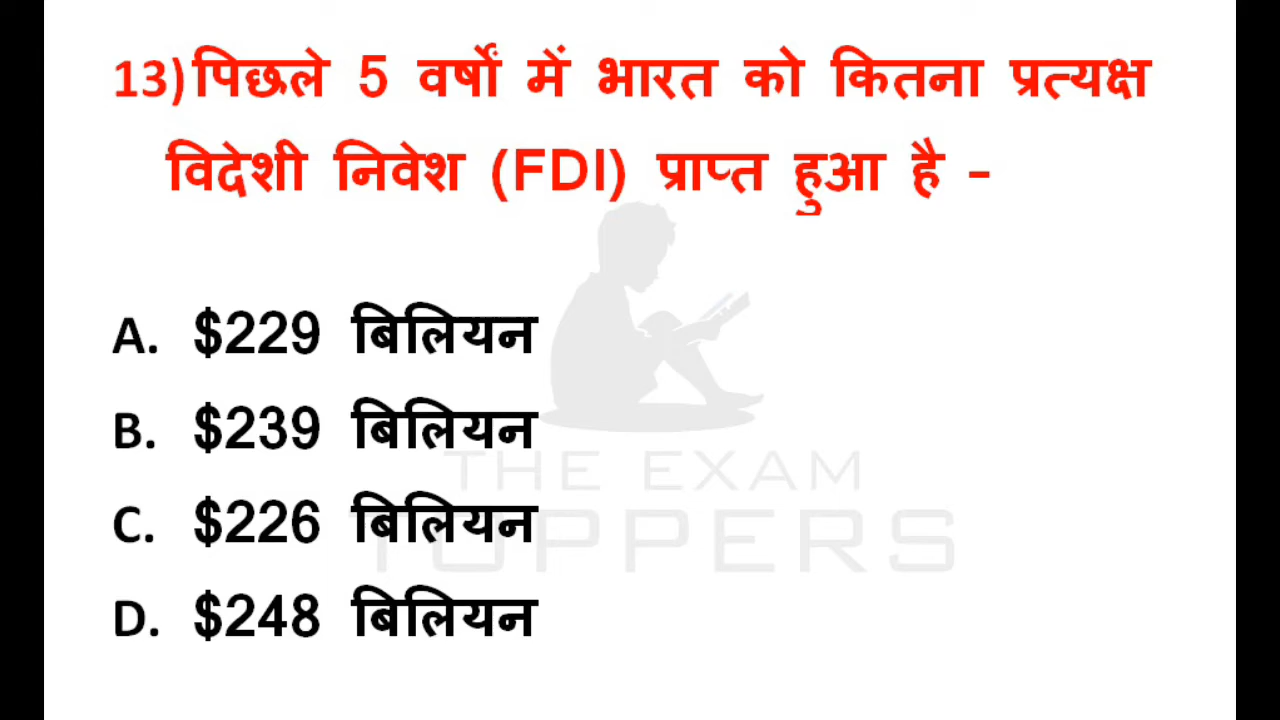 13)पिछले 5 वर्षों में भारत को कितना प्रत्यक्ष
विदेशी निवेश (FDI) प्राप्त हुआ है -
A. $229 बिलियन
B. $239 बिलियन
THE EXAM
C. $226 बिलियन
TOPPERS
D. $248 बिलियन